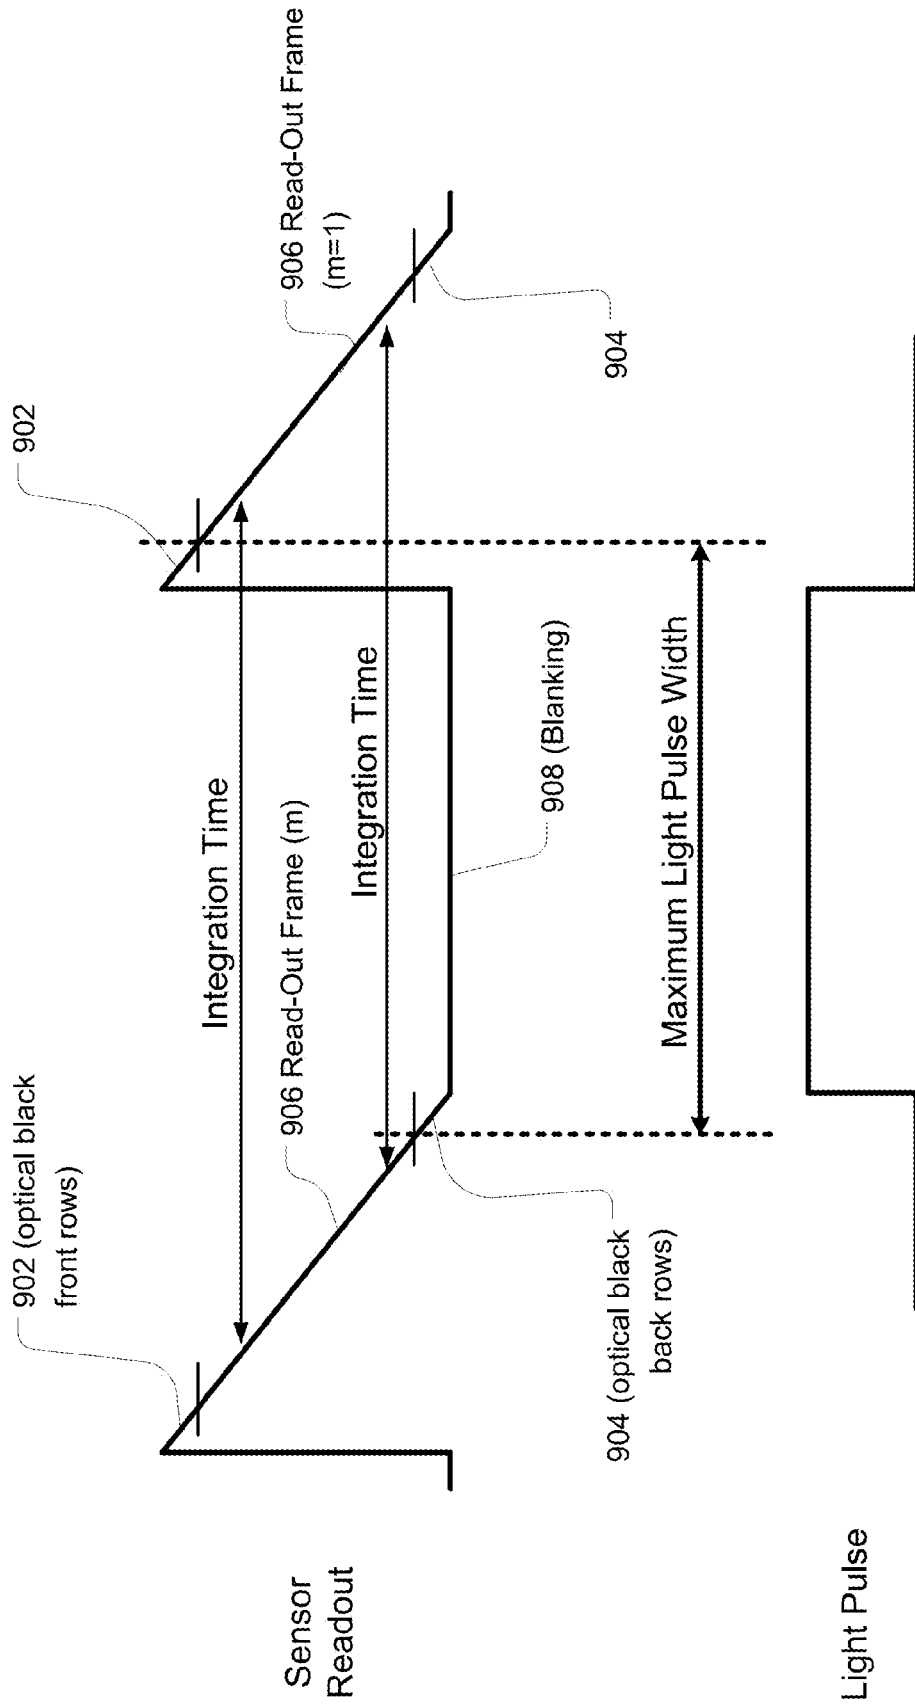 902 (optical black
front rows)
902
906 Read-Out Frame
(m=1)
Integration Time
906 Read-Out Frame (m)
Integration Time
Sensor
Readout
908 (Blanking)
904 (optical black
back rows)
904
Maximum Light Pulse Width
Light Pulse